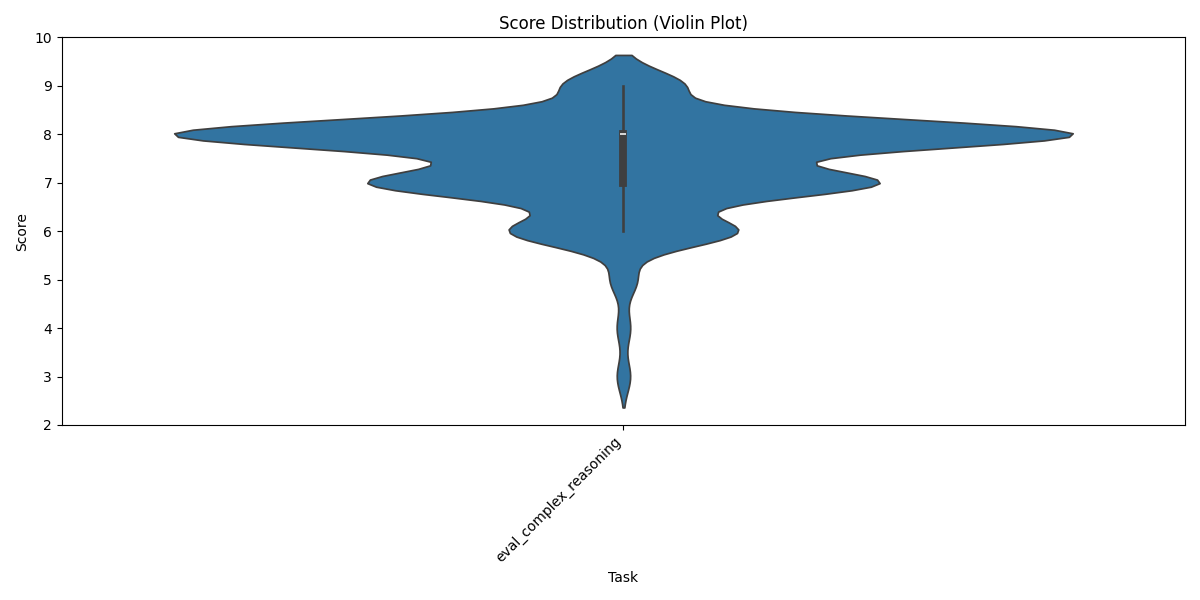 Score Distribution (Violin Plot)
10
9
8
7
6
5
4
3
2
Score
eval_complex_reasoning
Task